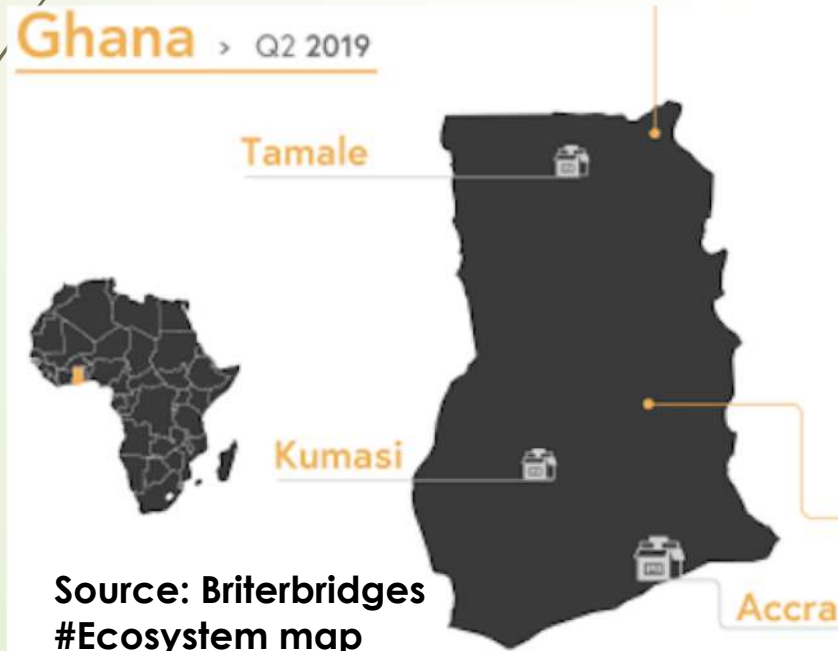 Ghana > Q2 2019
Tamale
Kumasi
Accra
Source: Briterbridges
#Ecosystem map